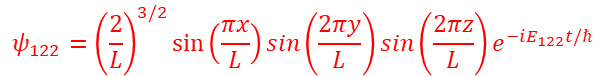 ψ₁₂₂ = (2/L)^{3/2} sin (πx/L) sin (2πy/L) sin (2πz/L) e^{−iE₁₂₂t/ℏ}